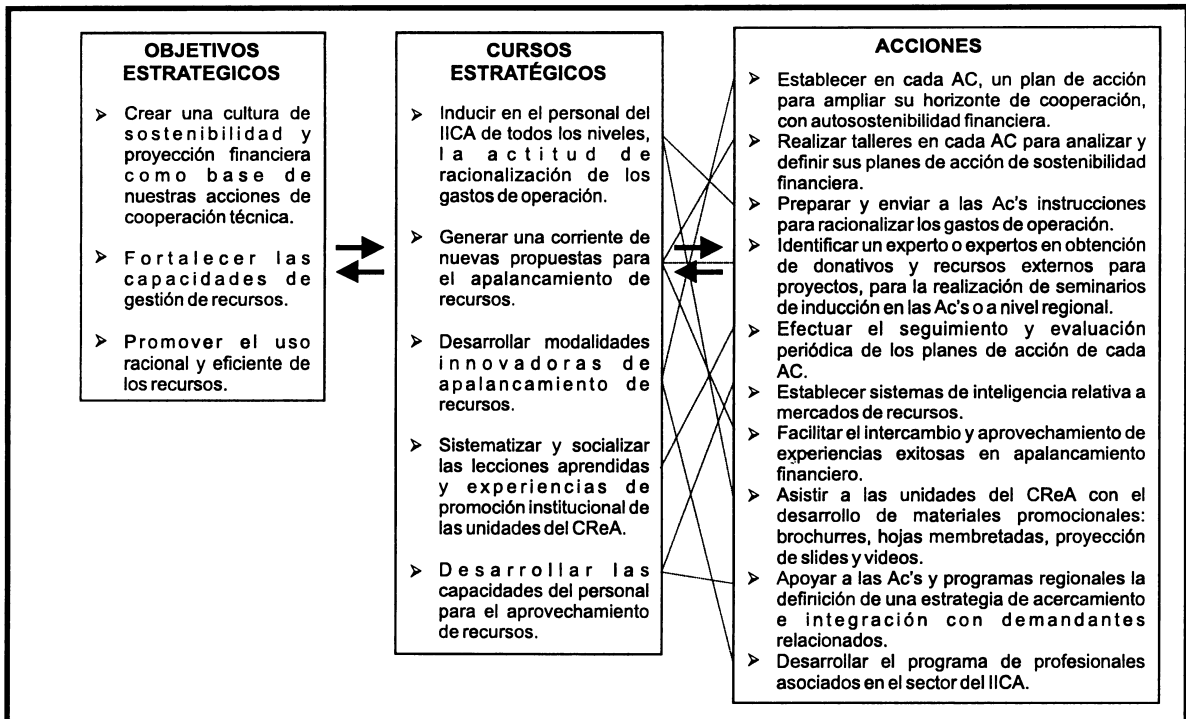 OBJETIVOS
ESTRATEGICOS
➢ Crear una cultura de
sostenibilidad y
proyección financiera
como base de
nuestras acciones de
cooperación técnica.
➢ Fortalecer las
capacidades de
gestión de recursos.
➢ Promover el uso
racional y eficiente de
los recursos.
CURSOS
ESTRATÉGICOS
➢ Inducir en el personal del
IICA de todos los niveles,
la actitud de
racionalización de los
gastos de operación.
➢ Generar una corriente de
nuevas propuestas para
el apalancamiento de
recursos.
➢ Desarrollar modalidades
innovadoras de
apalancamiento de
recursos.
➢ Sistematizar y socializar
las lecciones aprendidas
y experiencias de
promoción institucional de
las unidades del CReA.
➢ Desarrollar las
capacidades del personal
para el aprovechamiento
de recursos.
ACCIONES
➢ Establecer en cada AC, un plan de acción
para ampliar su horizonte de cooperación,
con autosostenibilidad financiera.
➢ Realizar talleres en cada AC para analizar y
definir sus planes de acción de sostenibilidad
financiera.
➢ Preparar y enviar a las Ac's instrucciones
para racionalizar los gastos de operación.
➢ Identificar un experto o expertos en obtención
de donativos y recursos externos para
proyectos, para la realización de seminarios
de inducción en las Ac's o a nivel regional.
➢ Efectuar el seguimiento y evaluación
periódica de los planes de acción de cada
AC.
➢ Establecer sistemas de inteligencia relativa a
mercados de recursos.
➢ Facilitar el intercambio y aprovechamiento de
experiencias exitosas en apalancamiento
financiero.
➢ Asistir a las unidades del CReA con el
desarrollo de materiales promocionales:
brochurres, hojas membretadas, proyección
de slides y videos.
➢ Apoyar a las Ac's y programas regionales la
definición de una estrategia de acercamiento
e integración con demandantes
relacionados.
➢ Desarrollar el programa de profesionales
asociados en el sector del IICA.